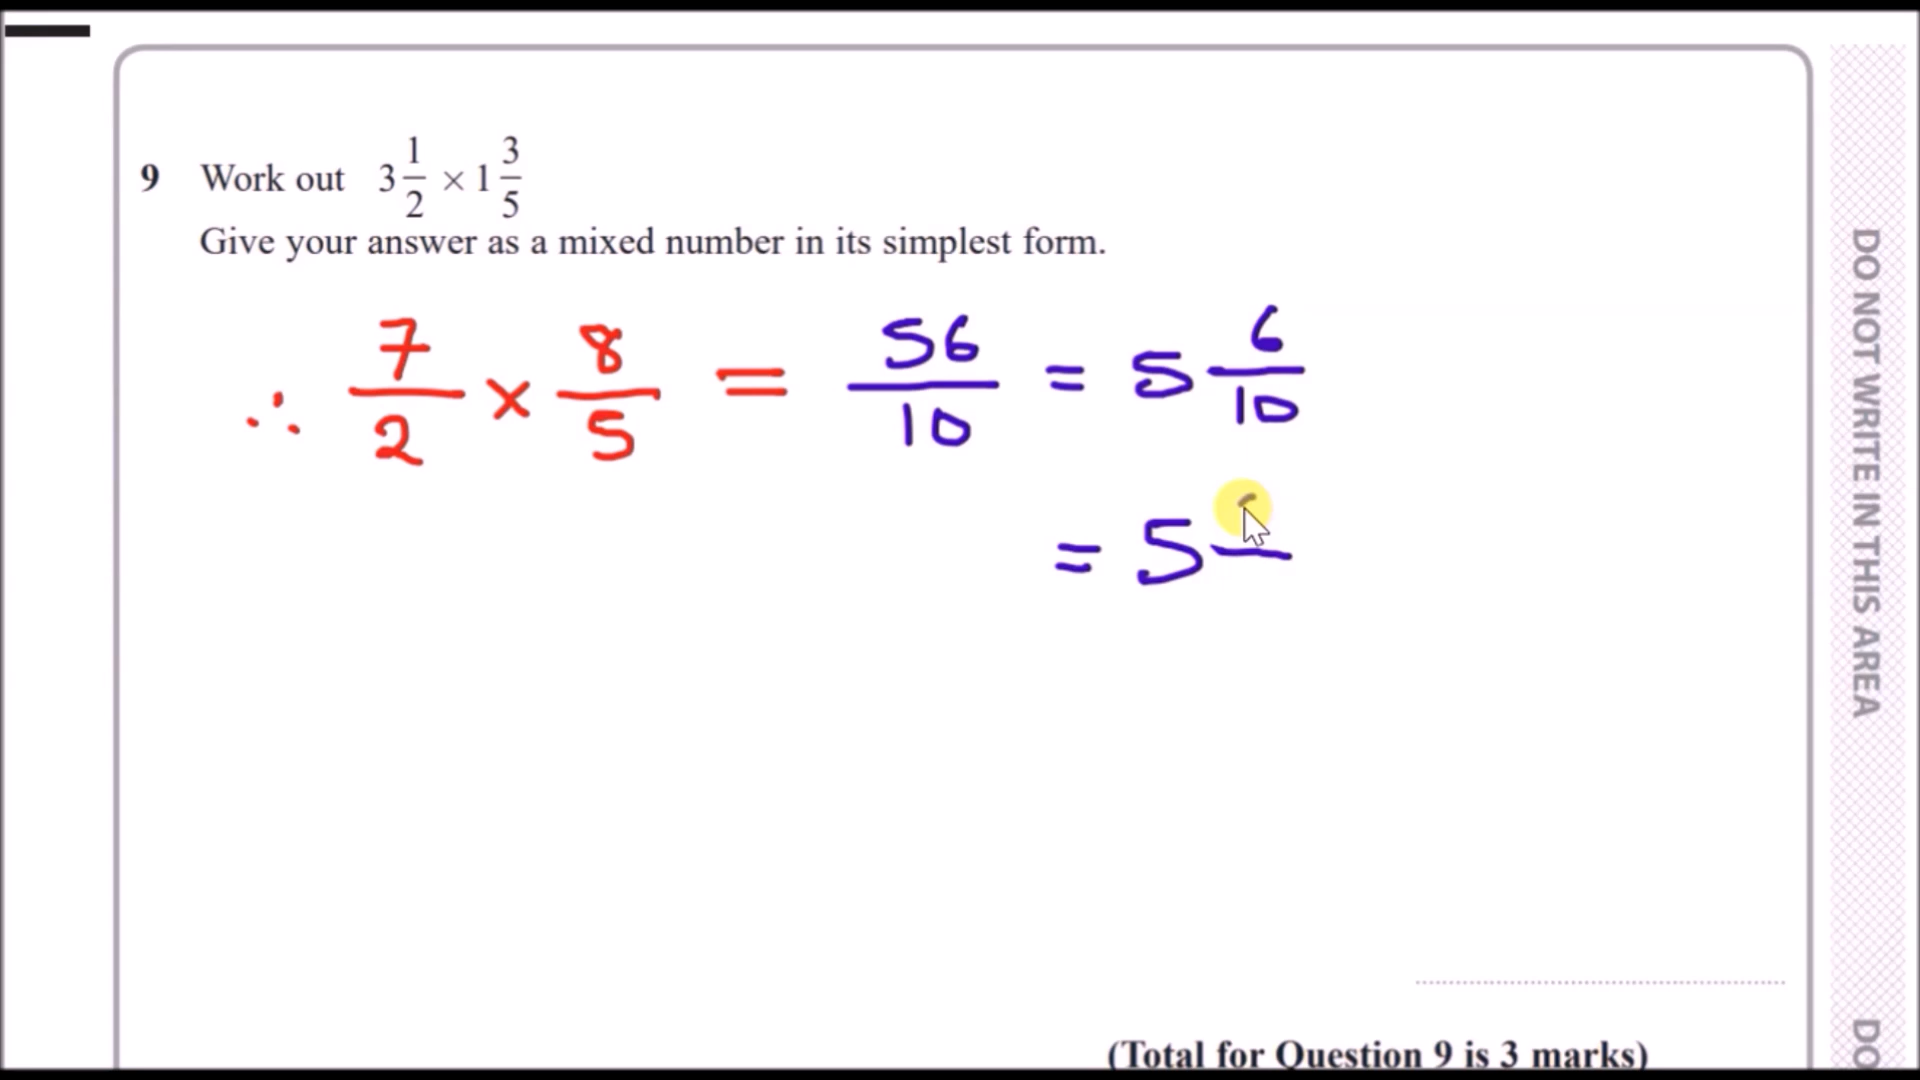 9 Work out 3 1/2 × 1 3/5
Give your answer as a mixed number in its simplest form.
∴ 7/2 × 8/5 = 56/10 = 5 6/10
= 5
(Total for Question 9 is 3 marks)
DO NOT WRITE IN THIS AREA
DO